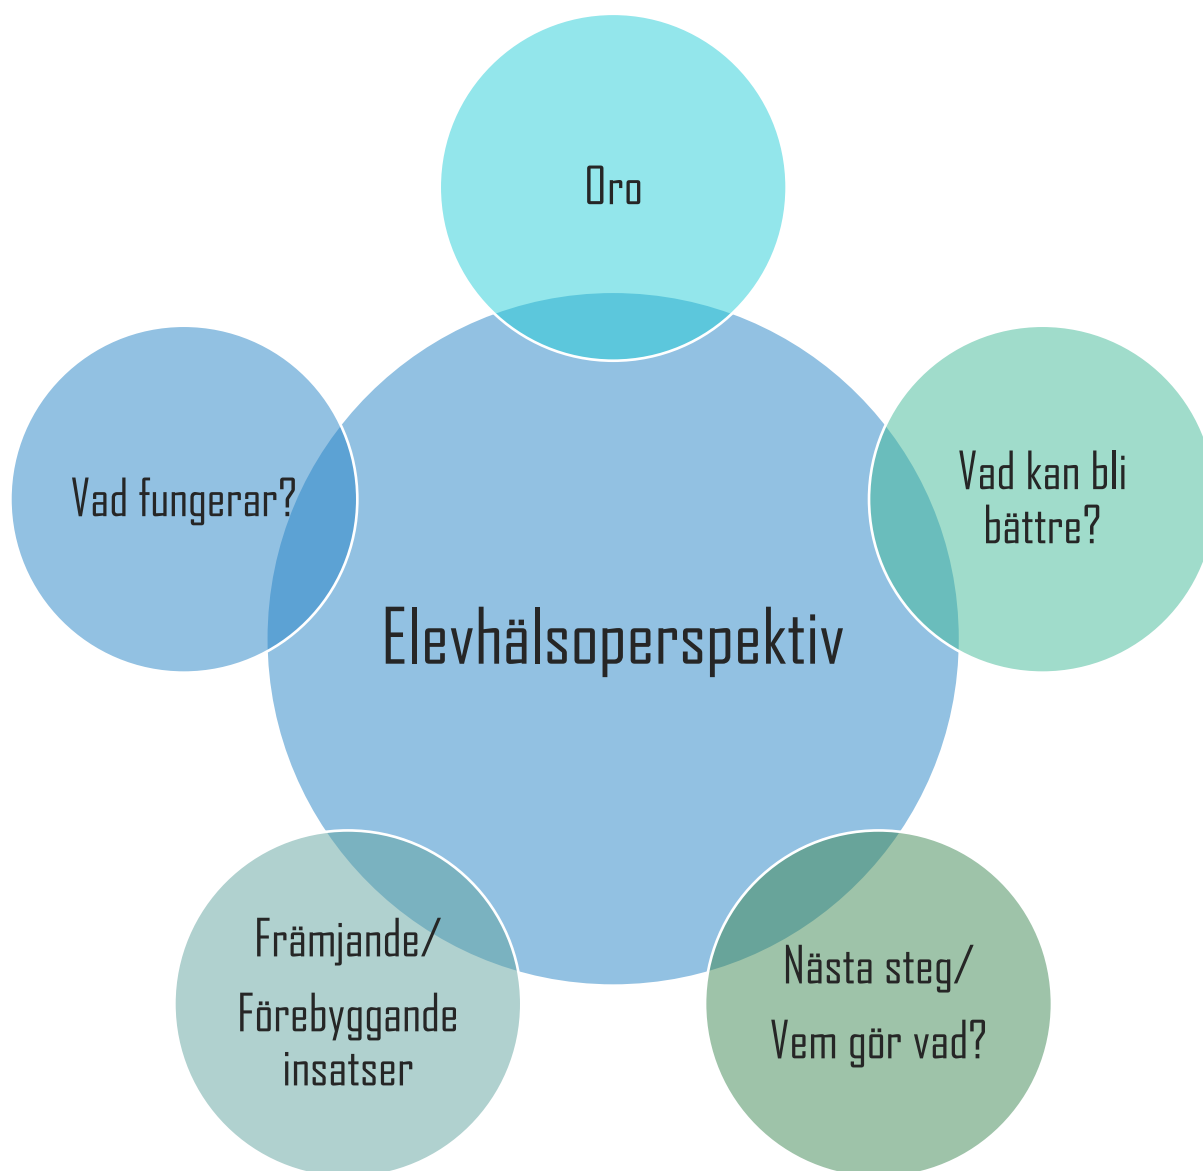 Oro
Vad kan bli
bättre?
Vad fungerar?
Elevhälsoperspektiv
Främjande/
Förebyggande
insatser
Nästa steg/
Vem gör vad?